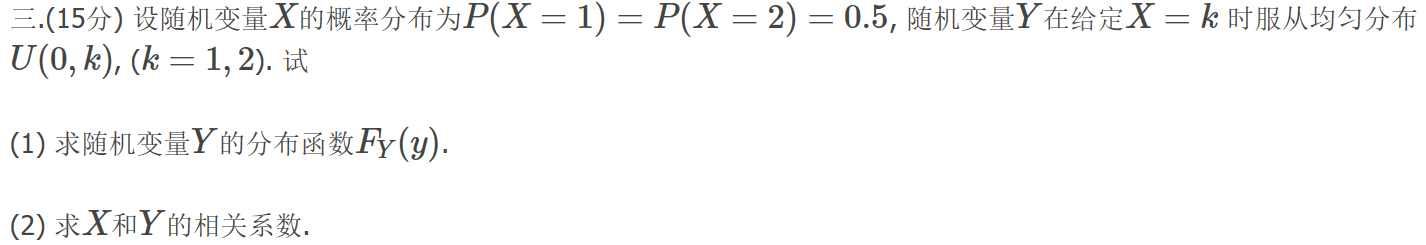 三.(15分) 设随机变量X的概率分布为P(X = 1) = P(X = 2) = 0.5, 随机变量Y在给定X = k 时服从均匀分布
U(0, k), (k = 1, 2). 试
(1) 求随机变量Y的分布函数F_Y(y).
(2) 求X和Y的相关系数.